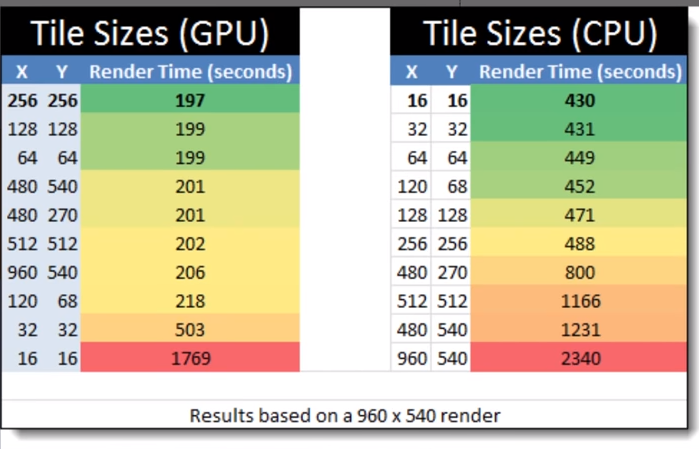 Tile Sizes (GPU) Tile Sizes (CPU)
X Y Render Time (seconds) X Y Render Time (seconds)
256 256 197 16 16 430
128 128 199 32 32 431
64 64 199 64 64 449
480 540 201 120 68 452
480 270 201 128 128 471
512 512 202 256 256 488
960 540 206 480 270 800
120 68 218 512 512 1166
32 32 503 480 540 1231
16 16 1769 960 540 2340
Results based on a 960 x 540 render